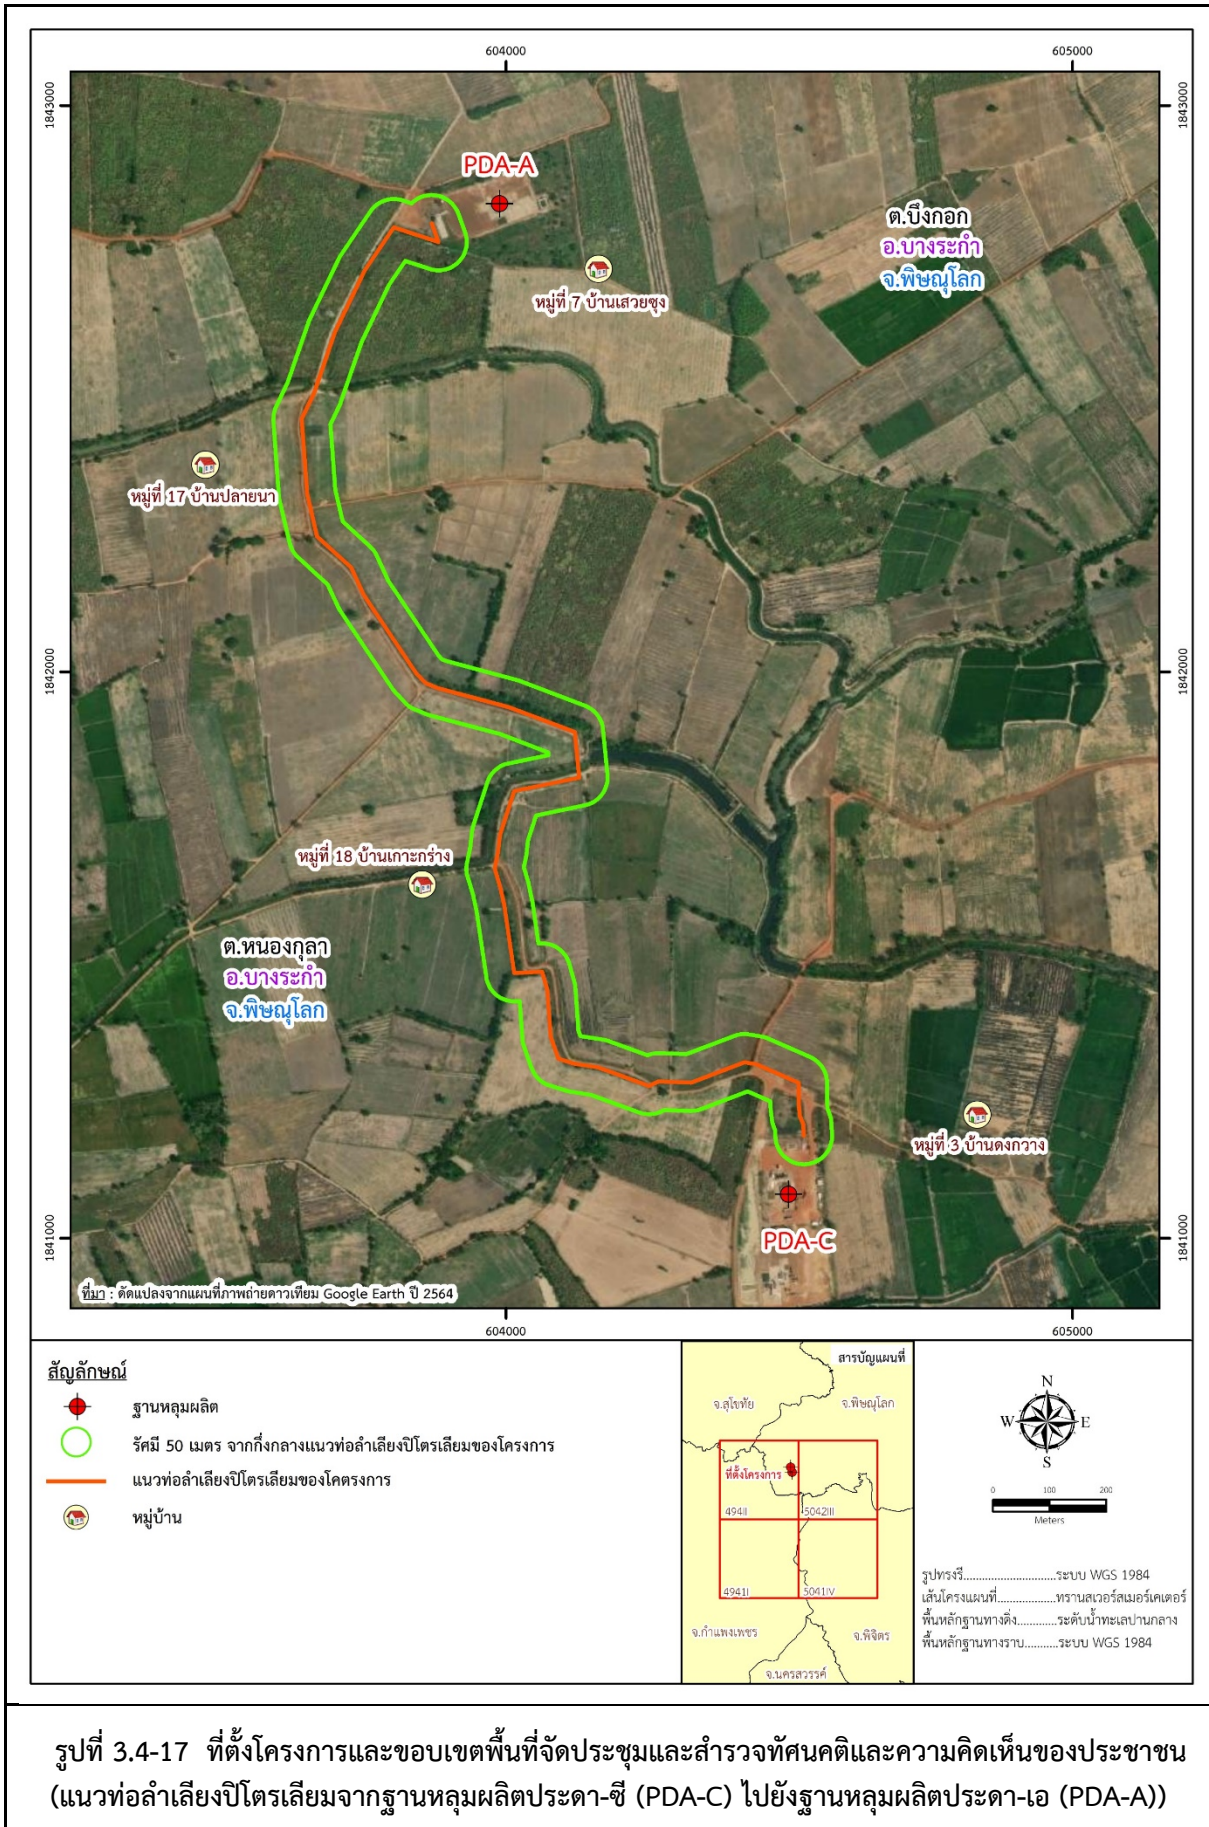 604000
605000
1843000
1843000
PDA-A
ต.บึงกอก
อ.บางระกำ
จ.พิษณุโลก
หมู่ที่ 7 บ้านเสวยซุง
หมู่ที่ 17 บ้านปลายนา
1842000
1842000
หมู่ที่ 18 บ้านเกาะกร่าง
ต.หนองกุลา
อ.บางระกำ
จ.พิษณุโลก
หมู่ที่ 3 บ้านดงกวาง
1841000
1841000
PDA-C
ที่มา : ดัดแปลงจากแผนที่ภาพถ่ายดาวเทียม Google Earth ปี 2564
604000
605000
สัญลักษณ์
ฐานหลุมผลิต
รัศมี 50 เมตร จากกึ่งกลางแนวท่อลำเลียงปิโตรเลียมของโครงการ
แนวท่อลำเลียงปิโตรเลียมของโคตรงการ
หมู่บ้าน
สารบัญแผนที่
จ.สุโขทัย
จ.พิษณุโลก
ที่ตั้งโครงการ
494II
5042III
4941I
5041IV
จ.กำแพงเพชร
จ.พิจิตร
จ.นครสวรรค์
N
W
E
S
0 100 200
Meters
รูปทรงรี............................ระบบ WGS 1984
เส้นโครงแผนที่..................ทรานสเวอร์สเมอร์เคเตอร์
พื้นหลักฐานทางดิ่ง............ระดับน้ำทะเลปานกลาง
พื้นหลักฐานทางราบ..........ระบบ WGS 1984
รูปที่ 3.4-17 ที่ตั้งโครงการและขอบเขตพื้นที่จัดประชุมและสำรวจทัศนคติและความคิดเห็นของประชาชน
(แนวท่อลำเลียงปิโตรเลียมจากฐานหลุมผลิตประดา-ซี (PDA-C) ไปยังฐานหลุมผลิตประดา-เอ (PDA-A))